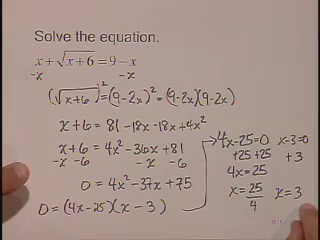 Solve the equation.
x + √(x + 6) = 9 − x
−x −x
(√(x+6))² = (9−2x)² = (9−2x)(9−2x)
x+6 = 81 −18x −18x +4x²
x+6 = 4x² −36x +81
−x −6 −x −6
0 = 4x² −37x +75
0 = (4x−25)(x−3)
4x−25=0 x−3=0
+25 +25 +3
4x = 25
x = 25/4 x = 3